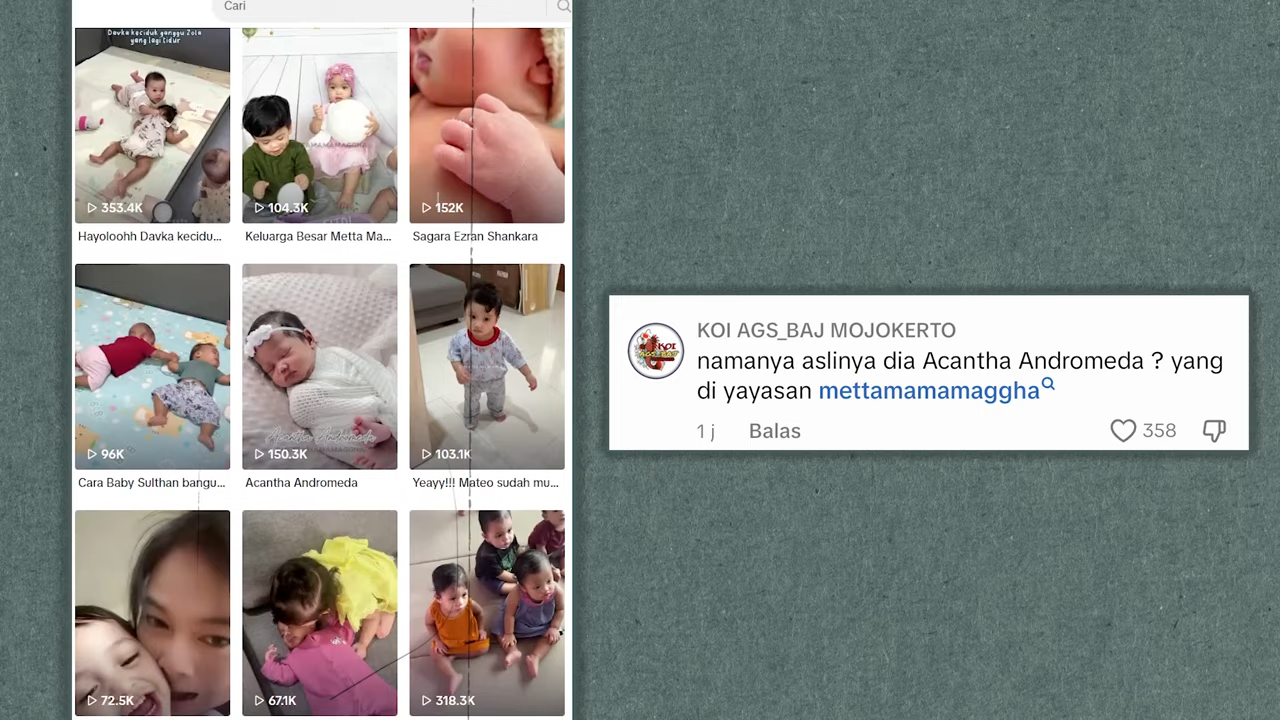 Cari
Davka keciduk ganggu Zola
yang lagi tidur
353.4K
104.3K
152K
Hayoloohh Davka kecidu...
Keluarga Besar Metta Ma...
Sagara Ezran Shankara
Acantha Andromeda
96K
150.3K
103.1K
Cara Baby Sulthan bangu...
Acantha Andromeda
Yeayy!!! Mateo sudah mu...
72.5K
67.1K
318.3K
KOI AGS_BAJ MOJOKERTO
namanya aslinya dia Acantha Andromeda ? yang
di yayasan mettamamamaggha
1 j Balas 358